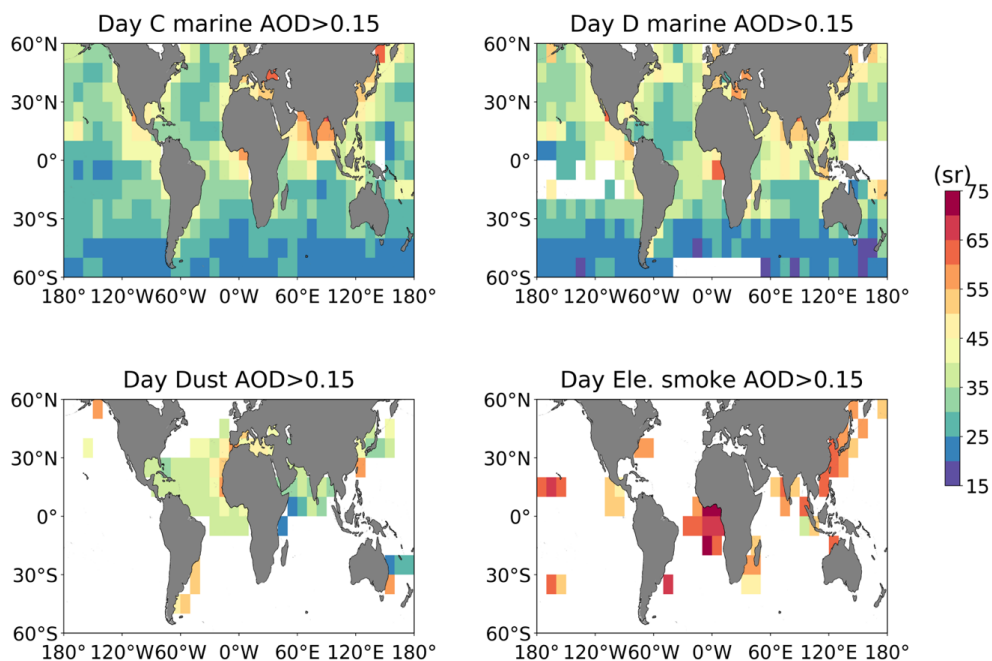 Day C marine AOD>0.15
Day D marine AOD>0.15
60°N
30°N
0°
30°S
60°S
180° 120°W60°W 0°W 60°E 120°E 180°
60°N
30°N
0°
30°S
60°S
180° 120°W60°W 0°W 60°E 120°E 180°
(sr)
75
65
55
45
35
25
15
Day Dust AOD>0.15
Day Ele. smoke AOD>0.15
60°N
30°N
0°
30°S
60°S
180° 120°W60°W 0°W 60°E 120°E 180°
60°N
30°N
0°
30°S
60°S
180° 120°W60°W 0°W 60°E 120°E 180°